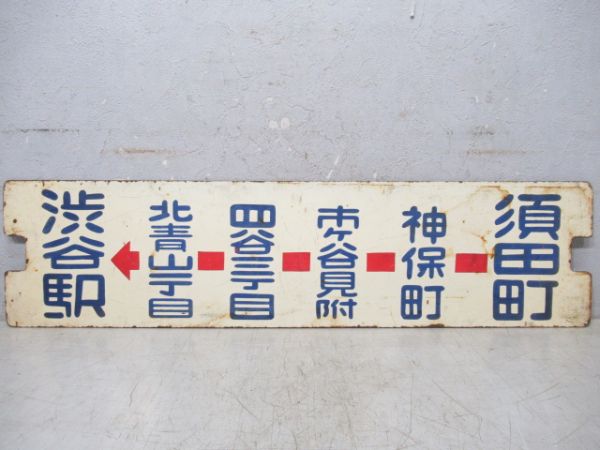 須田町
神保町
市ケ谷見附
四谷三丁目
北青山一丁目
渋谷駅